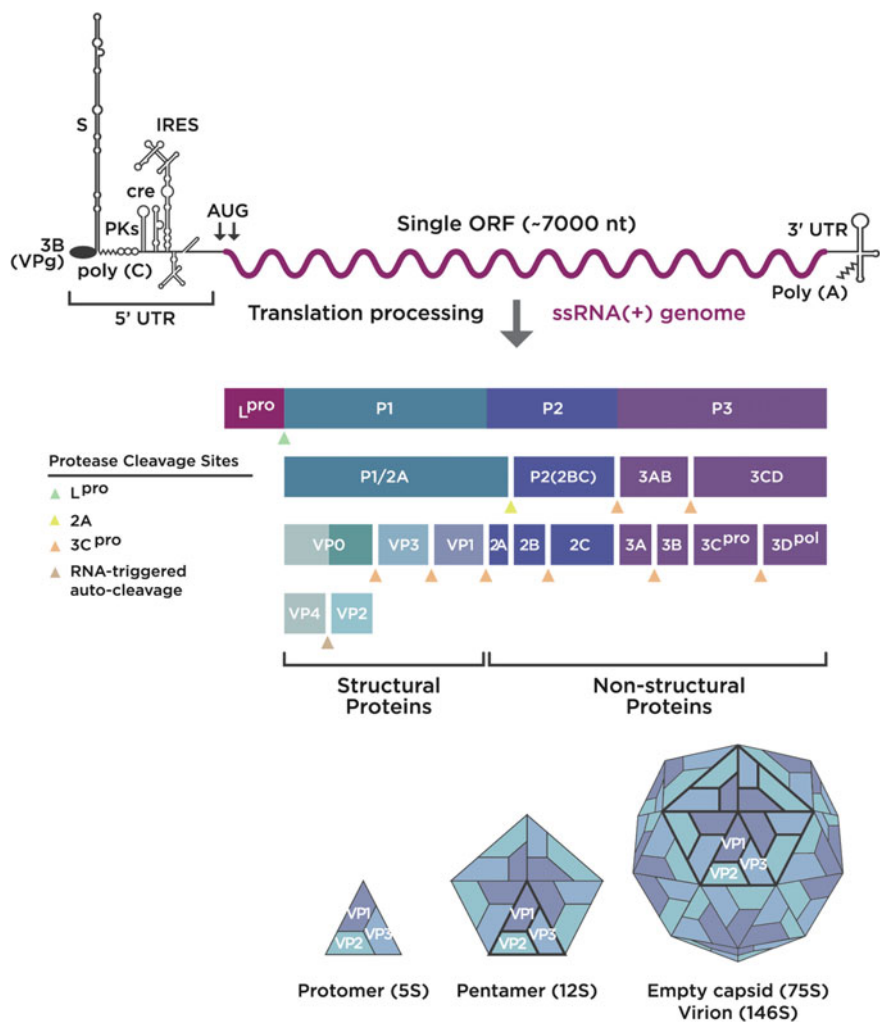 S
IRES
cre
PKs
AUG
3B
(VPg)
poly (C)
5' UTR
Single ORF (~7000 nt)
3' UTR
Poly (A)
Translation processing
ssRNA(+) genome
Lpro
P1
P2
P3
Protease Cleavage Sites
Lpro
2A
3Cpro
RNA-triggered
auto-cleavage
P1/2A
P2(2BC)
3AB
3CD
VP0
VP3
VP1
2A
2B
2C
3A
3B
3Cpro
3Dpol
VP4
VP2
Structural
Proteins
Non-structural
Proteins
VP1
VP2
VP3
Protomer (5S)
VP1
VP2
VP3
Pentamer (12S)
VP1
VP2
VP3
Empty capsid (75S)
Virion (146S)